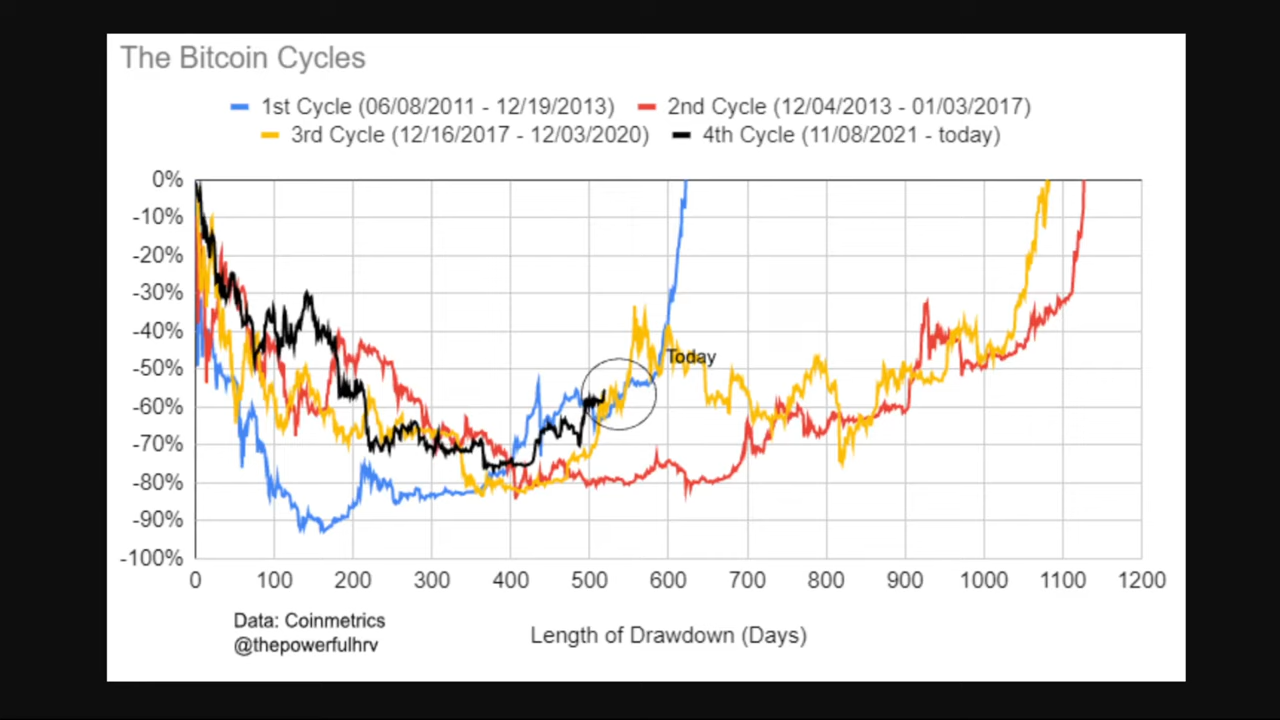 The Bitcoin Cycles
1st Cycle (06/08/2011 - 12/19/2013) 2nd Cycle (12/04/2013 - 01/03/2017)
3rd Cycle (12/16/2017 - 12/03/2020) 4th Cycle (11/08/2021 - today)
0%
-10%
-20%
-30%
-40%
-50%
-60%
-70%
-80%
-90%
-100%
Today
0 100 200 300 400 500 600 700 800 900 1000 1100 1200
Data: Coinmetrics
@thepowerfulhrv
Length of Drawdown (Days)